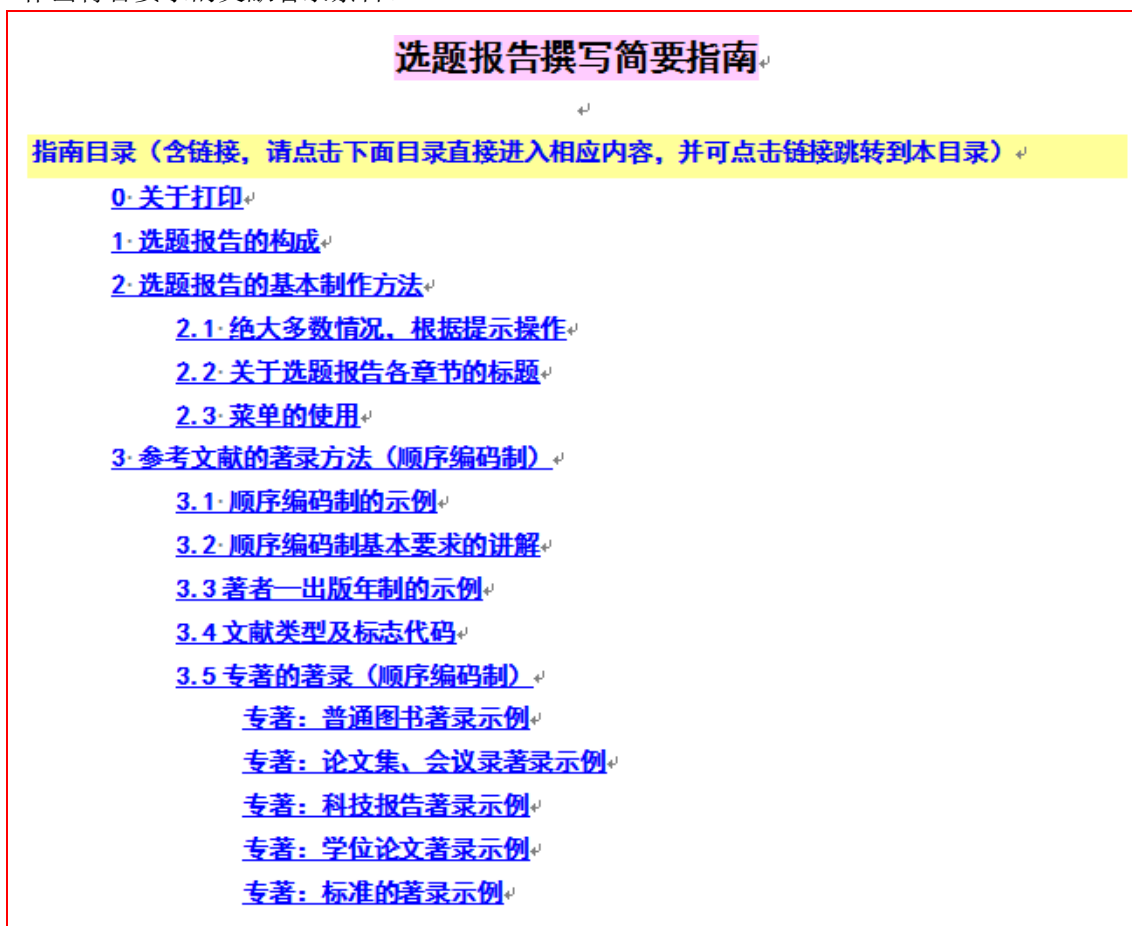 选题报告撰写简要指南
指南目录（含链接，请点击下面目录直接进入相应内容，并可点击链接跳转到本目录）
0 关于打印
1 选题报告的构成
2 选题报告的基本制作方法
2.1 绝大多数情况，根据提示操作
2.2 关于选题报告各章节的标题
2.3 菜单的使用
3 参考文献的著录方法（顺序编码制）
3.1 顺序编码制的示例
3.2 顺序编码制基本要求的讲解
3.3 著者—出版年制的示例
3.4 文献类型及标志代码
3.5 专著的著录（顺序编码制）
专著：普通图书著录示例
专著：论文集、会议录著录示例
专著：科技报告著录示例
专著：学位论文著录示例
专著：标准的著录示例